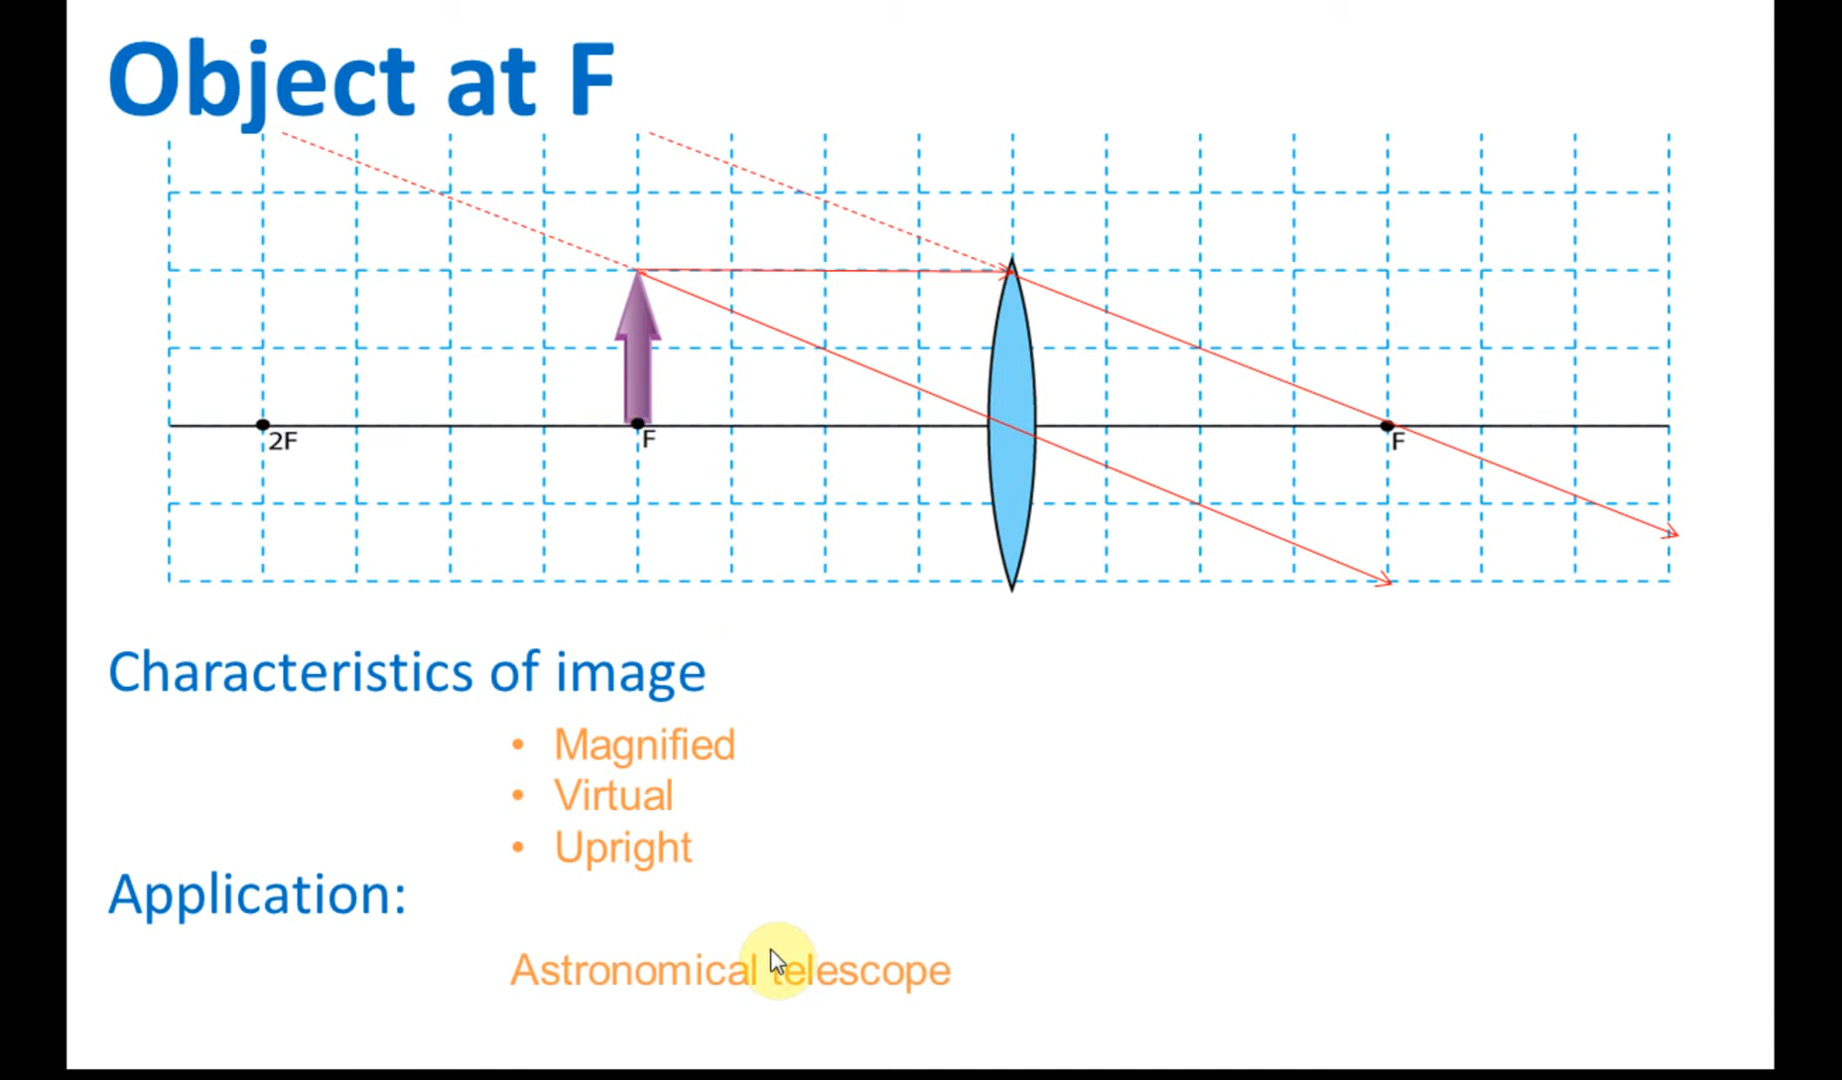 Object at F
2F
F
F
Characteristics of image
• Magnified
• Virtual
• Upright
Application:
Astronomical telescope